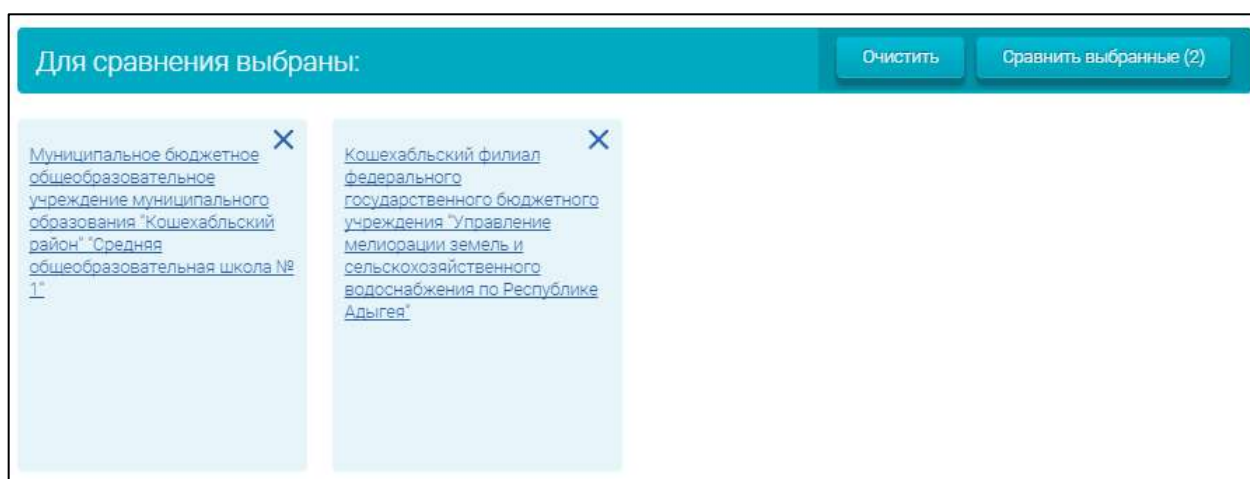 Для сравнения выбраны:
Очистить
Сравнить выбранные (2)
Муниципальное бюджетное
общеобразовательное
учреждение муниципального
образования "Кошехабльский
район" "Средняя
общеобразовательная школа №
1"
Кошехабльский филиал
федерального
государственного бюджетного
учреждения "Управление
мелиорации земель и
сельскохозяйственного
водоснабжения по Республике
Адыгея"